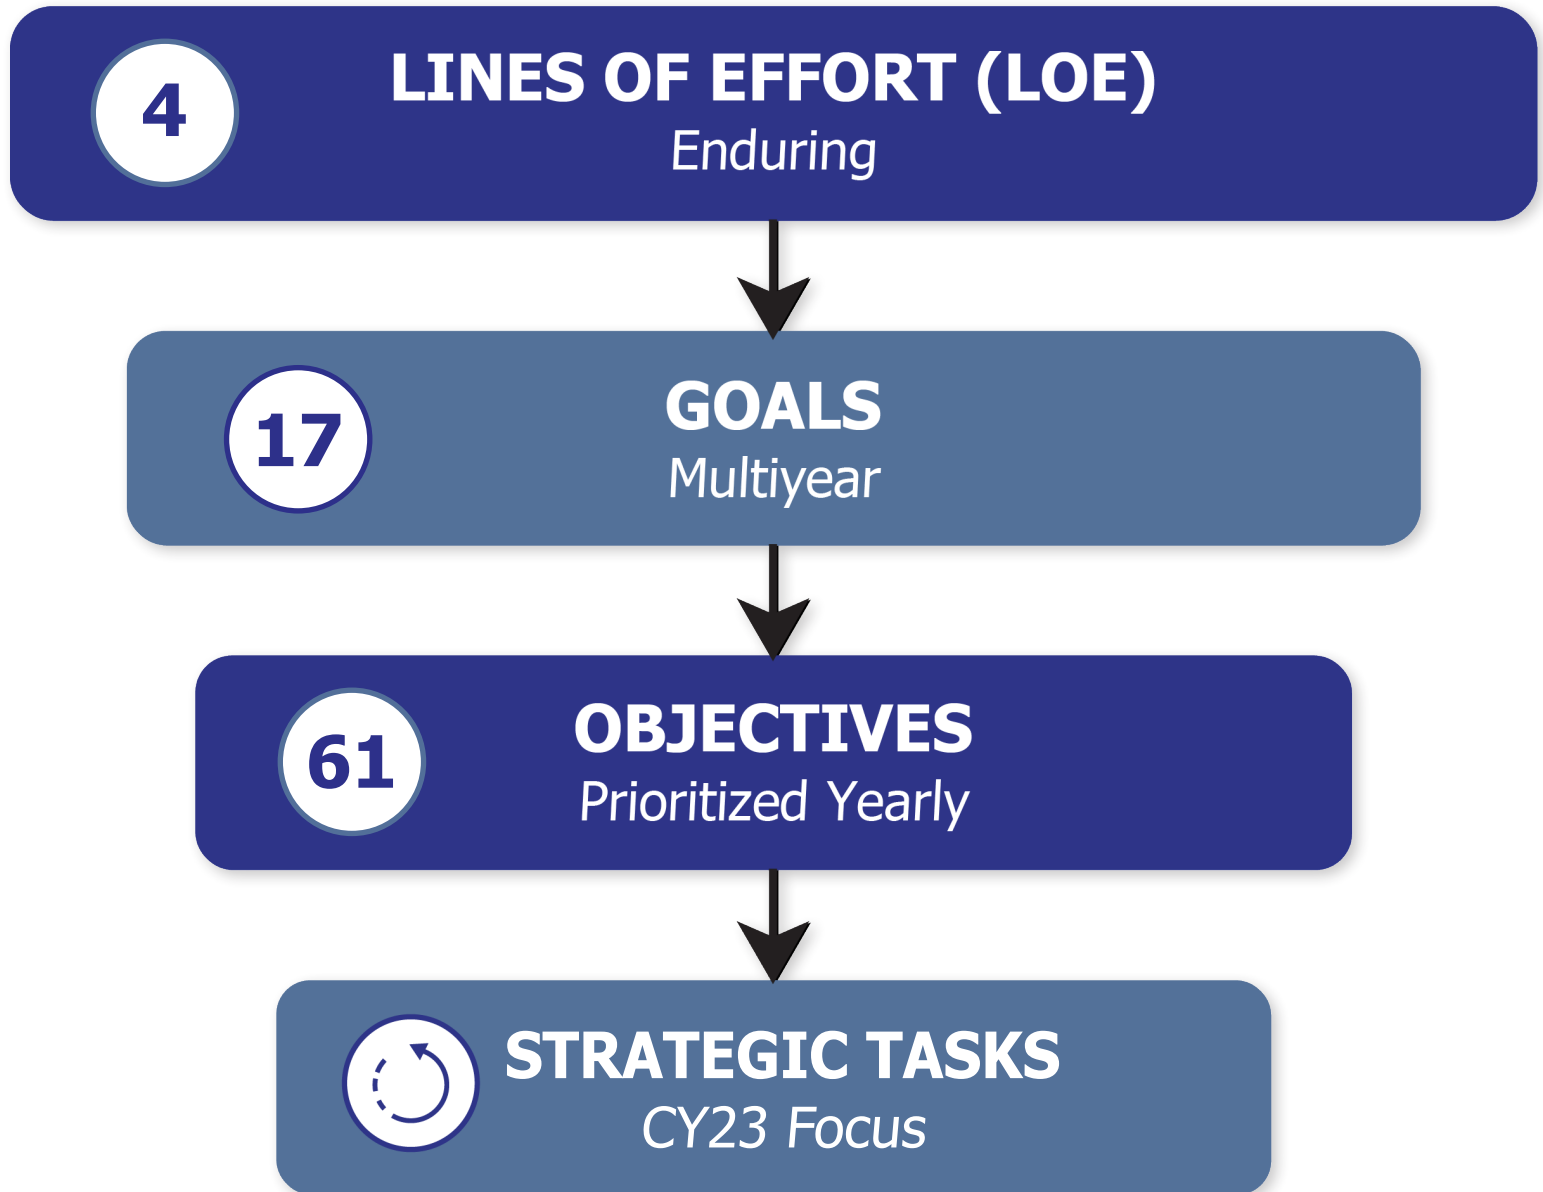 4
LINES OF EFFORT (LOE)
Enduring
17
GOALS
Multiyear
61
OBJECTIVES
Prioritized Yearly
STRATEGIC TASKS
CY23 Focus